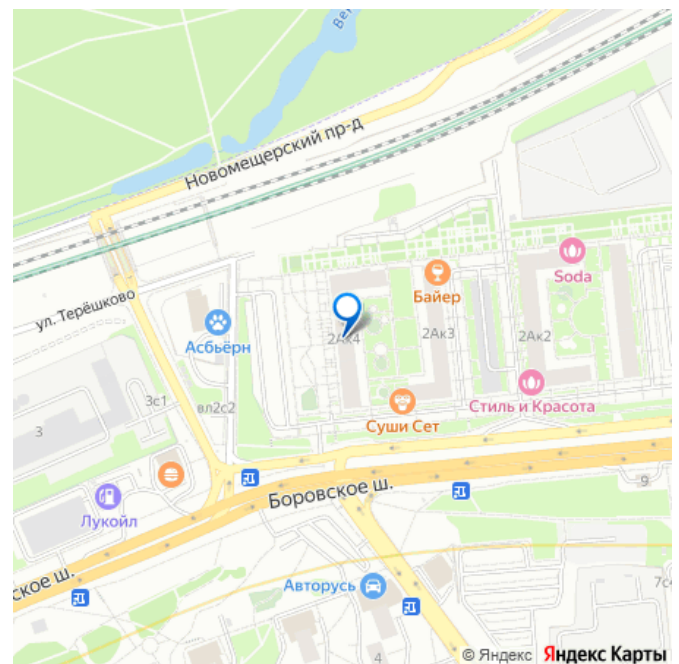 Новомещерский пр-д
Soda
Байер
ул. Терёшково
Асбьёрн
2Ак4
2Ак3
2Ак2
Стиль и Красота
3с1
вл2с2
Суши Сет
3
Боровское ш.
9
Лукойл
ское ш.
Авторусь
4
© Яндекс Яндекс Карты